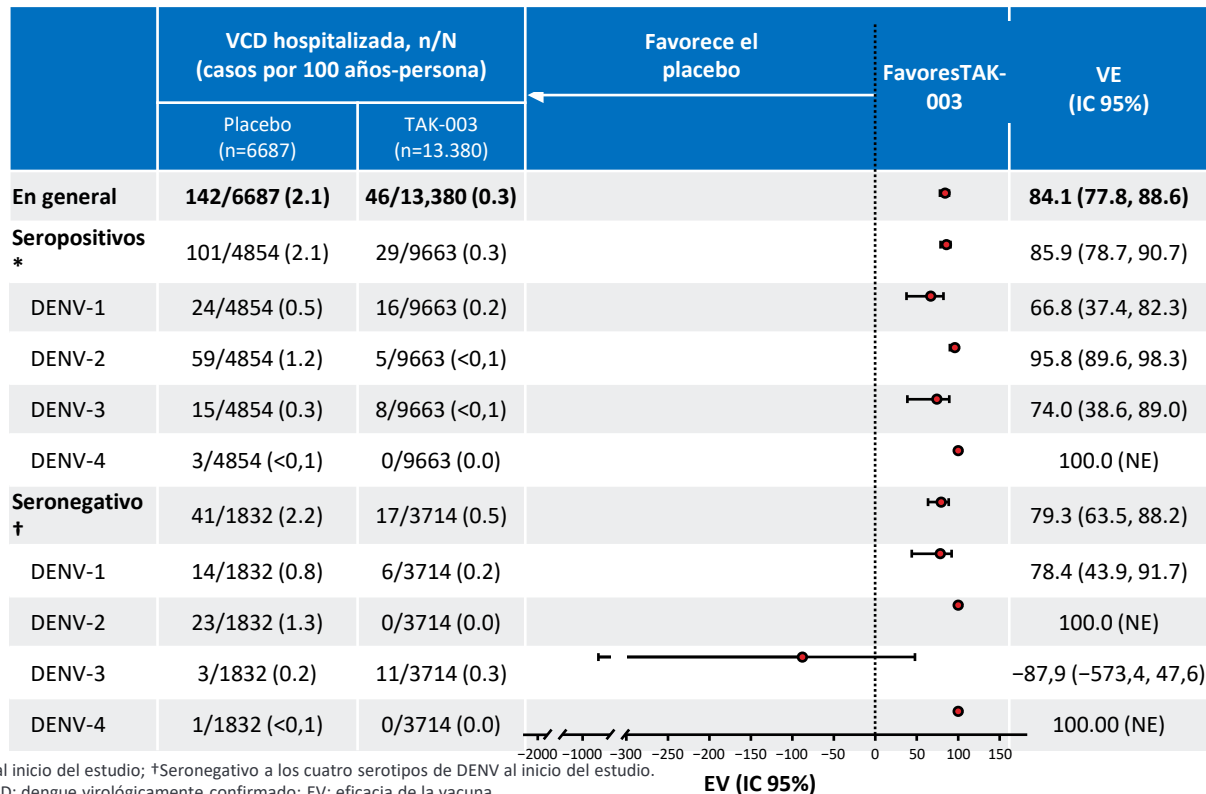 VCD hospitalizada, n/N
(casos por 100 años-persona)
Favorece el
placebo
FavoresTAK-
003
VE
(IC 95%)
Placebo
(n=6687)
TAK-003
(n=13.380)
En general 142/6687 (2.1) 46/13,380 (0.3) 84.1 (77.8, 88.6)
Seropositivos
* 101/4854 (2.1) 29/9663 (0.3) 85.9 (78.7, 90.7)
DENV-1 24/4854 (0.5) 16/9663 (0.2) 66.8 (37.4, 82.3)
DENV-2 59/4854 (1.2) 5/9663 (<0,1) 95.8 (89.6, 98.3)
DENV-3 15/4854 (0.3) 8/9663 (<0,1) 74.0 (38.6, 89.0)
DENV-4 3/4854 (<0,1) 0/9663 (0.0) 100.0 (NE)
Seronegativo
† 41/1832 (2.2) 17/3714 (0.5) 79.3 (63.5, 88.2)
DENV-1 14/1832 (0.8) 6/3714 (0.2) 78.4 (43.9, 91.7)
DENV-2 23/1832 (1.3) 0/3714 (0.0) 100.0 (NE)
DENV-3 3/1832 (0.2) 11/3714 (0.3) −87,9 (−573,4, 47,6)
DENV-4 1/1832 (<0,1) 0/3714 (0.0) 100.00 (NE)
−2000 −1000 −300 −250 −200 −150 −100 −50 0 50 100 150
EV (IC 95%)
al inicio del estudio; †Seronegativo a los cuatro serotipos de DENV al inicio del estudio.
D: dengue virológicamente confirmado; EV: eficacia de la vacuna